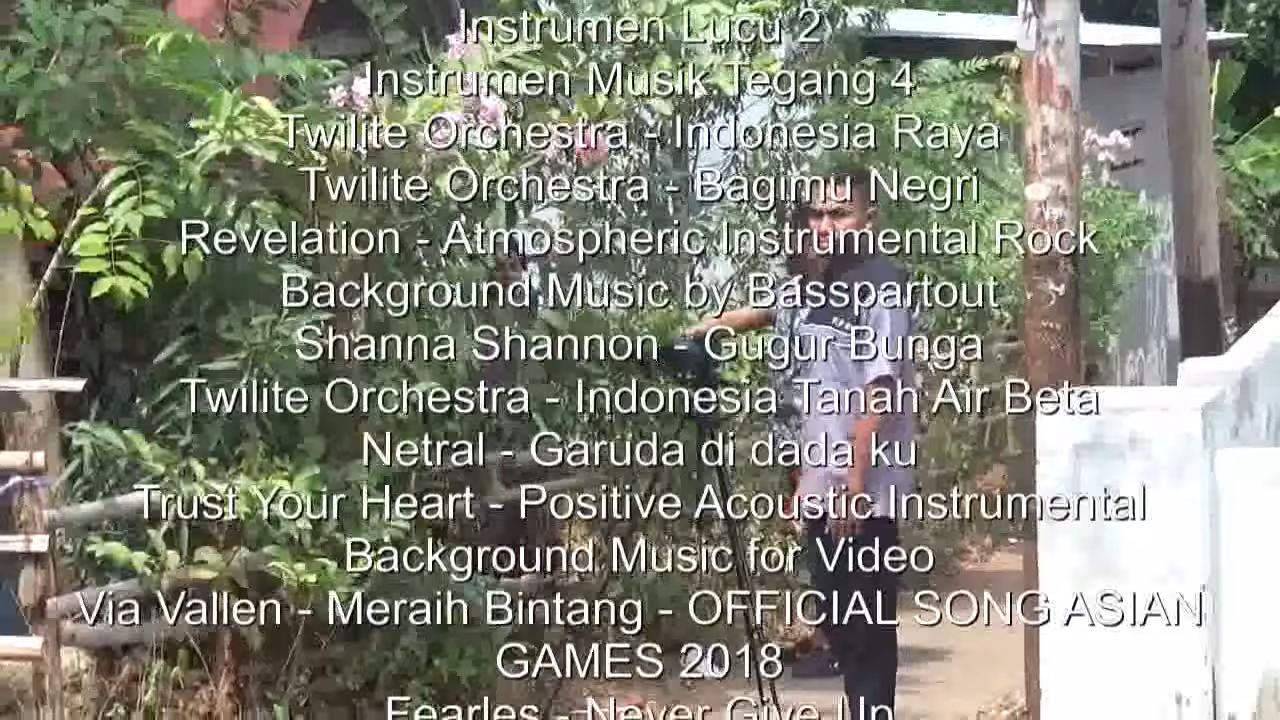 Instrumen Lucu 2
Instrumen Musik Tegang 4
Twilite Orchestra - Indonesia Raya
Twilite Orchestra - Bagimu Negri
Revelation - Atmospheric Instrumental Rock
Background Music by Basspartout
Shanna Shannon - Gugur Bunga
Twilite Orchestra - Indonesia Tanah Air Beta
Netral - Garuda di dada ku
Trust Your Heart - Positive Acoustic Instrumental
Background Music for Video
Via Vallen - Meraih Bintang - OFFICIAL SONG ASIAN
GAMES 2018
Fearles - Never Give Up